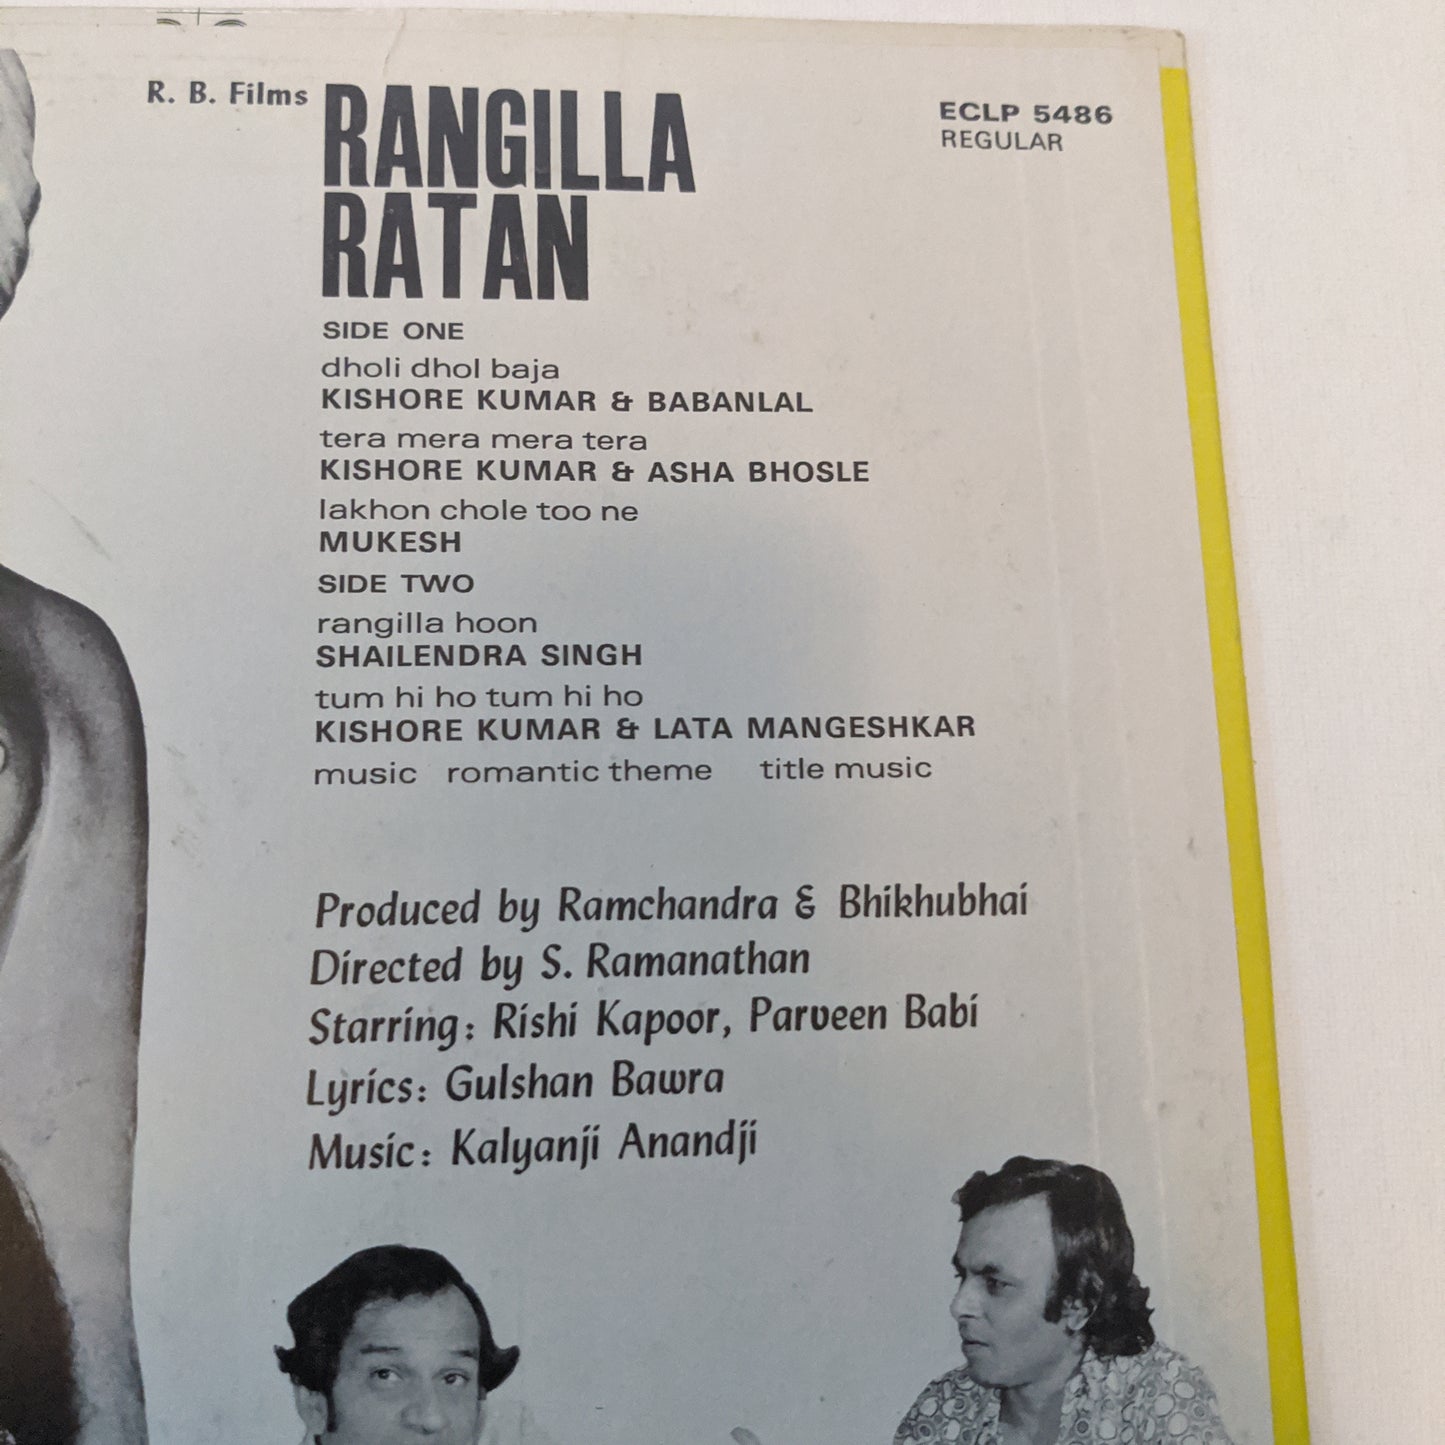 R. B. Films
RANGILLA
RATAN
ECLP 5486
REGULAR
SIDE ONE
dholi dhol baja
KISHORE KUMAR & BABANLAL
tera mera mera tera
KISHORE KUMAR & ASHA BHOSLE
lakhon chole too ne
MUKESH
SIDE TWO
rangilla hoon
SHAILENDRA SINGH
tum hi ho tum hi ho
KISHORE KUMAR & LATA MANGESHKAR
music romantic theme title music
Produced by Ramchandra & Bhikhubhai
Directed by S. Ramanathan
Starring: Rishi Kapoor, Parveen Babi
Lyrics: Gulshan Bawra
Music: Kalyanji Anandji